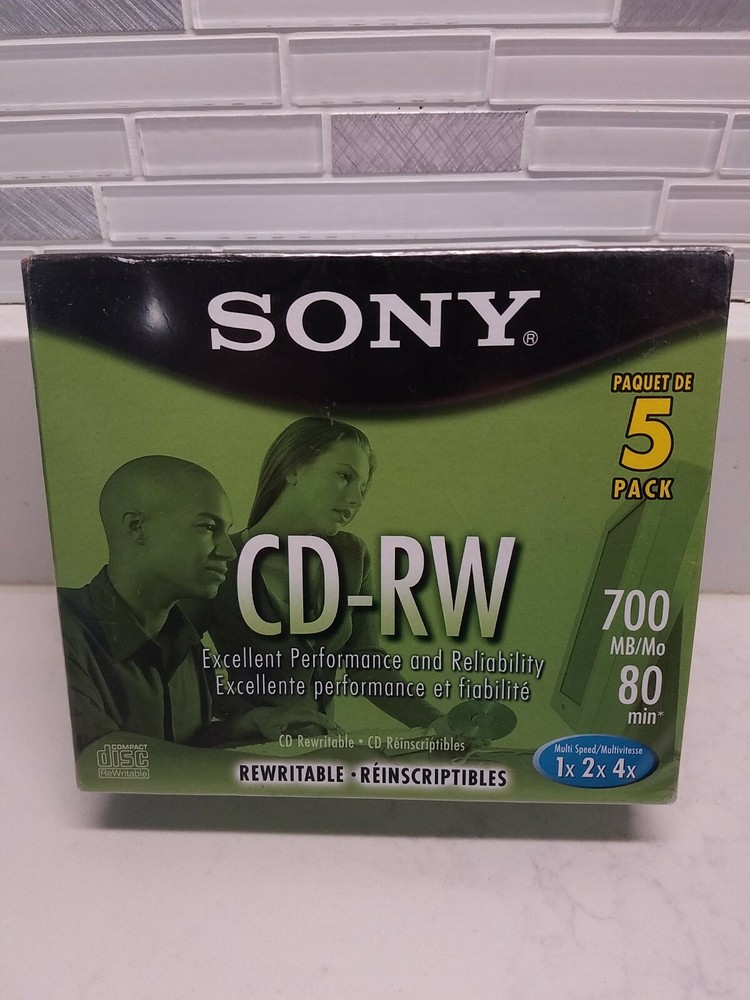 SONY®
PAQUET DE
5
PACK
CD-RW
Excellent Performance and Reliability
Excellente performance et fiabilité
700
MB/Mo
80
min*
CD Rewritable • CD Réinscriptibles
REWRITABLE • RÉINSCRIPTIBLES
Multi Speed/Multivitesse
1x 2x 4x
COMPACT
disc
ReWritable